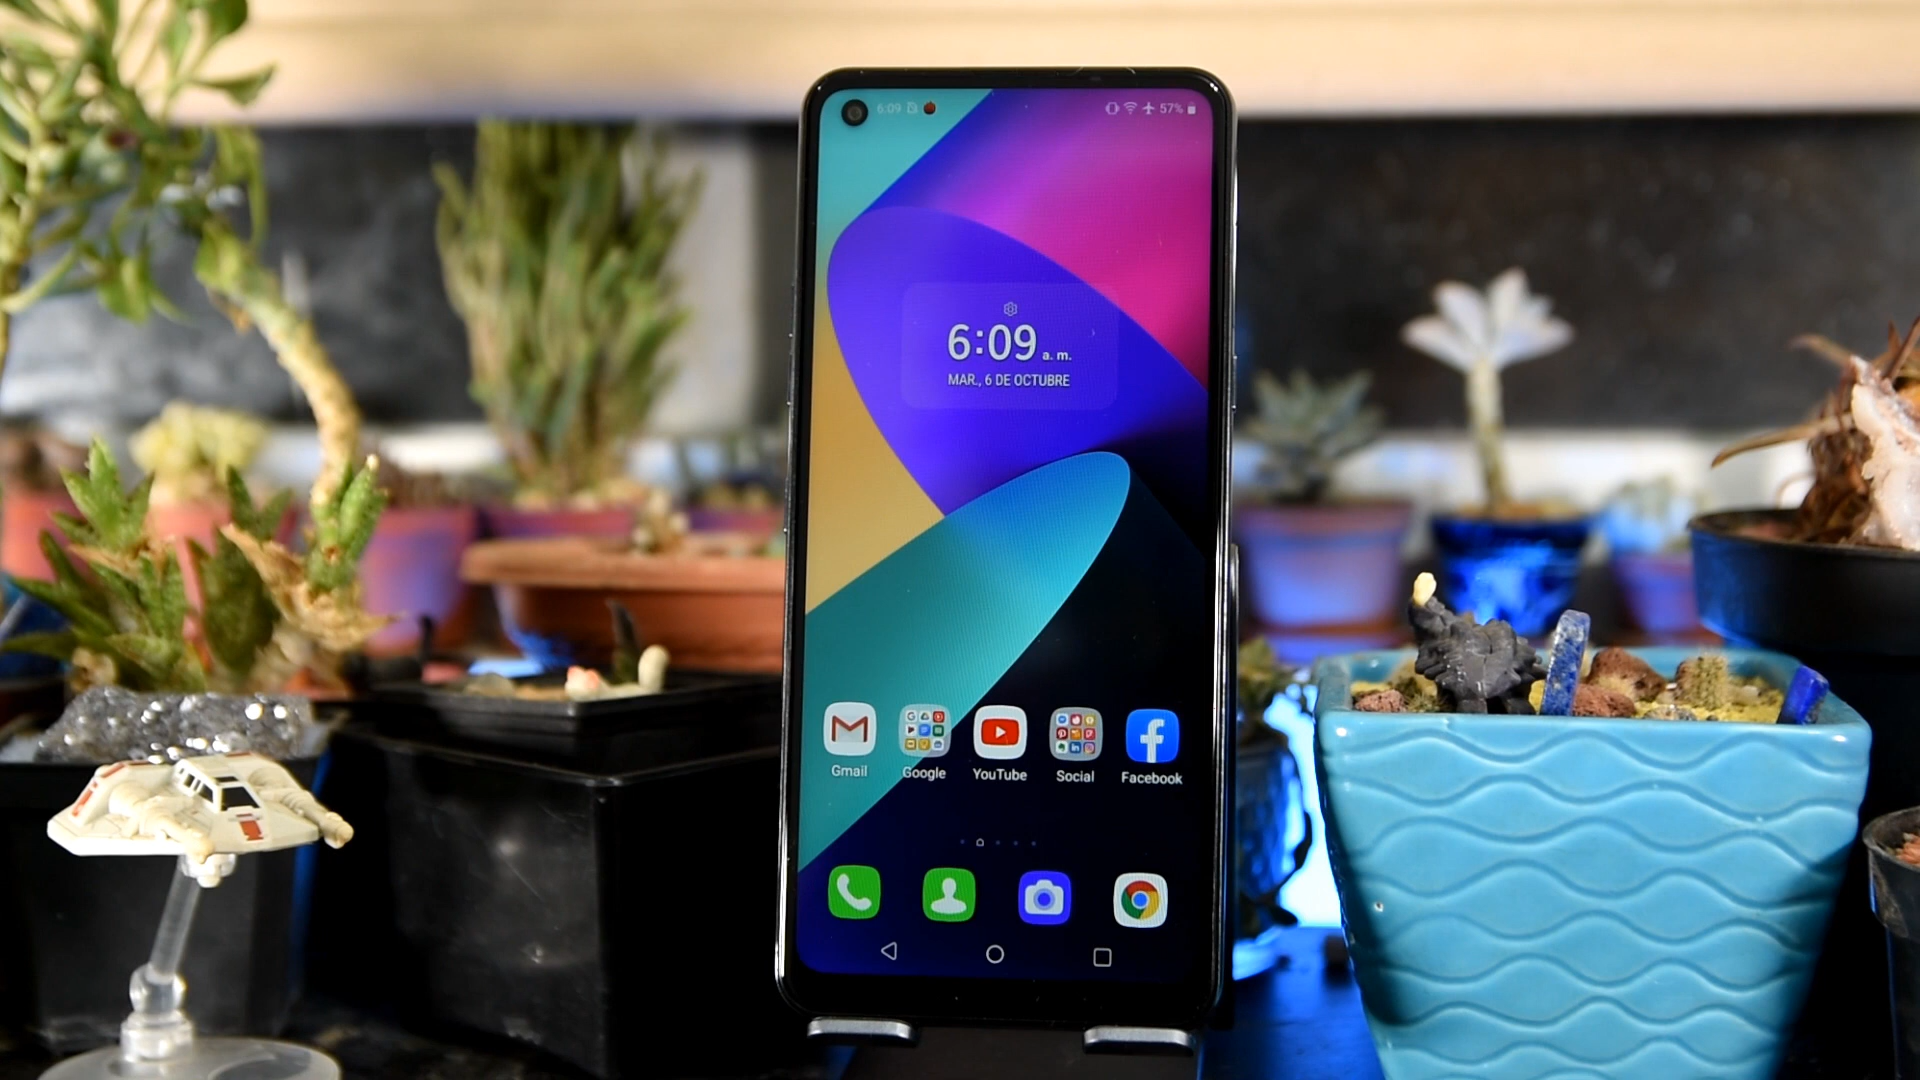 6:09
57%
6:09 a. m.
MAR., 6 DE OCTUBRE
Gmail
Google
YouTube
Social
Facebook